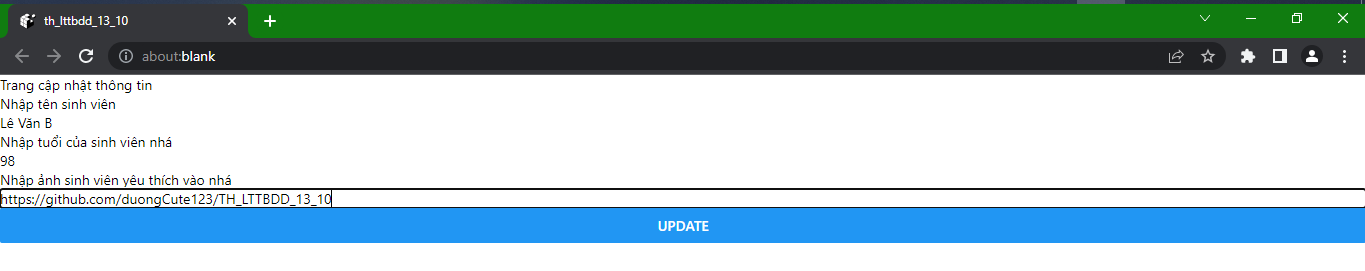 th_lttbdd_13_10
about:blank
Trang cập nhật thông tin
Nhập tên sinh viên
Lê Văn B
Nhập tuổi của sinh viên nhá
98
Nhập ảnh sinh viên yêu thích vào nhá
https://github.com/duongCute123/TH_LTTBDD_13_10
UPDATE